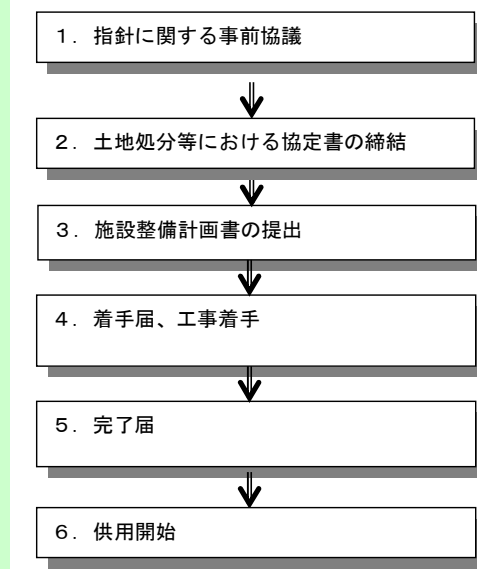 １．指針に関する事前協議
２．土地処分等における協定書の締結
３．施設整備計画書の提出
４．着手届、工事着手
５．完了届
６．供用開始